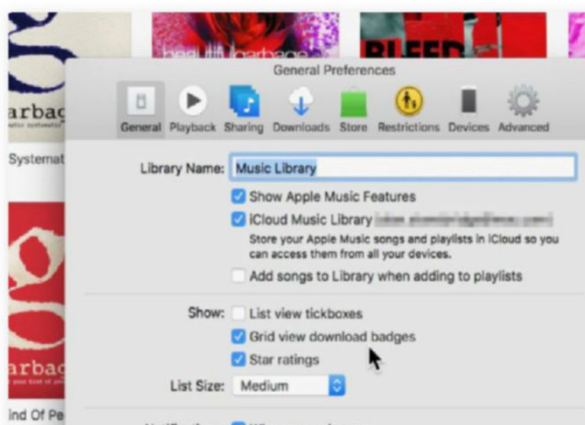 beautifulgarbage
BLEED
arbag
Systemat
General Preferences
General Playback Sharing Downloads Store Restrictions Devices Advanced
Library Name: Music Library
Show Apple Music Features
iCloud Music Library
Store your Apple Music songs and playlists in iCloud so you
can access them from all your devices.
Add songs to Library when adding to playlists
Show: List view tickboxes
Grid view download badges
Star ratings
List Size: Medium
arbag
ind Of Pe